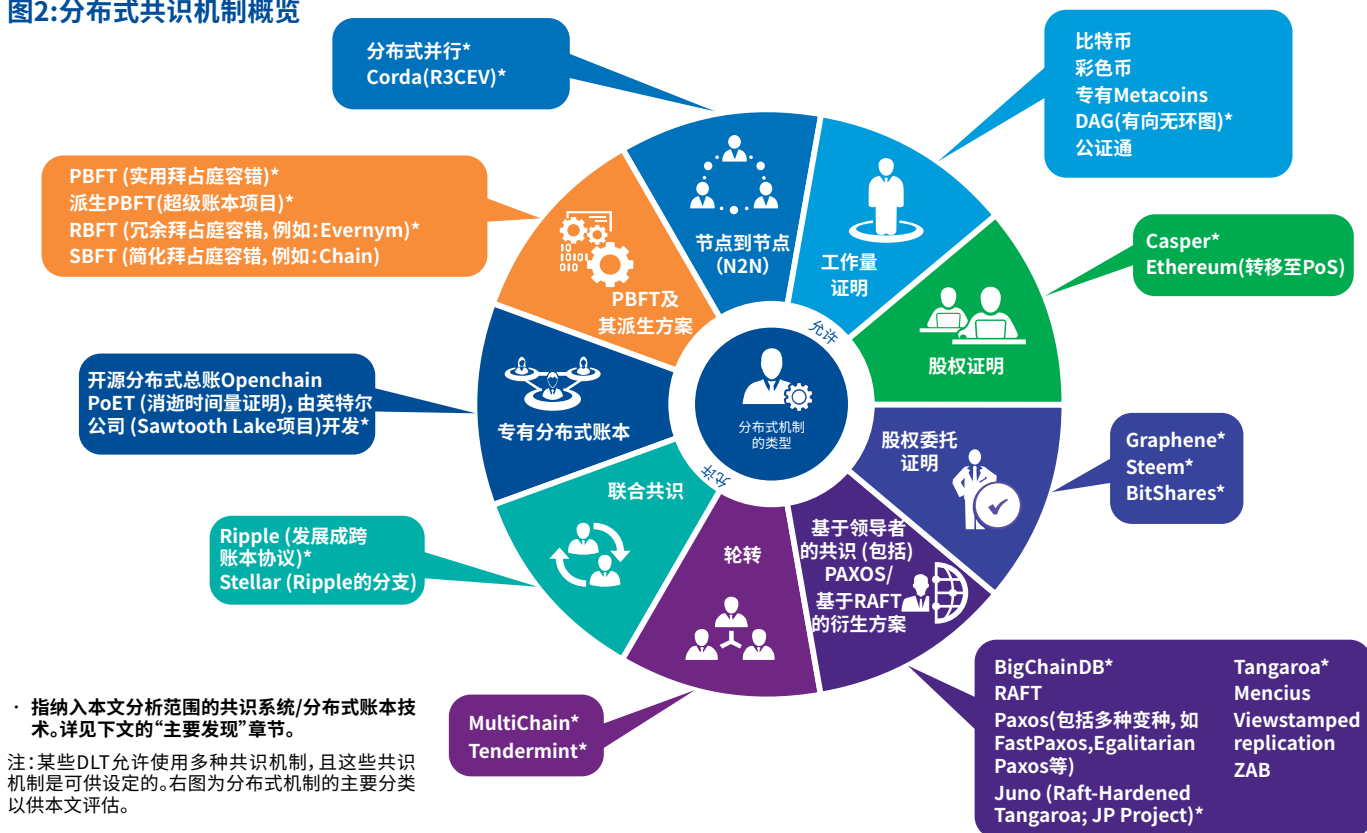 图2:分布式共识机制概览
分布式并行*
Corda(R3CEV)*
比特币
彩色币
专有Metacoins
DAG(有向无环图)*
公证通
PBFT (实用拜占庭容错)*
派生PBFT(超级账本项目)*
RBFT (冗余拜占庭容错, 例如:Evernym)*
SBFT (简化拜占庭容错, 例如:Chain)
Casper*
Ethereum(转移至PoS)
开源分布式总账Openchain
PoET (消逝时间量证明), 由英特尔
公司 (Sawtooth Lake项目)开发*
Graphene*
Steem*
BitShares*
Ripple (发展成跨
账本协议)*
Stellar (Ripple的分支)
MultiChain*
Tendermint*
BigChainDB*
RAFT
Paxos(包括多种变种, 如
FastPaxos,Egalitarian
Paxos等)
Juno (Raft-Hardened
Tangaroa; JP Project)*
Tangaroa*
Mencius
Viewstamped
replication
ZAB
节点到节点
（N2N）
工作量
证明
股权证明
股权委托
证明
基于领导者
的共识 (包括)
PAXOS/
基于RAFT
的衍生方案
轮转
联合共识
专有分布式账本
PBFT及
其派生方案
10
1010
010
允许
分布式机制
的类型
允许
· 指纳入本文分析范围的共识系统/分布式账本技
术。详见下文的“主要发现”章节。
注：某些DLT允许使用多种共识机制, 且这些共识
机制是可供设定的。右图为分布式机制的主要分类
以供本文评估。